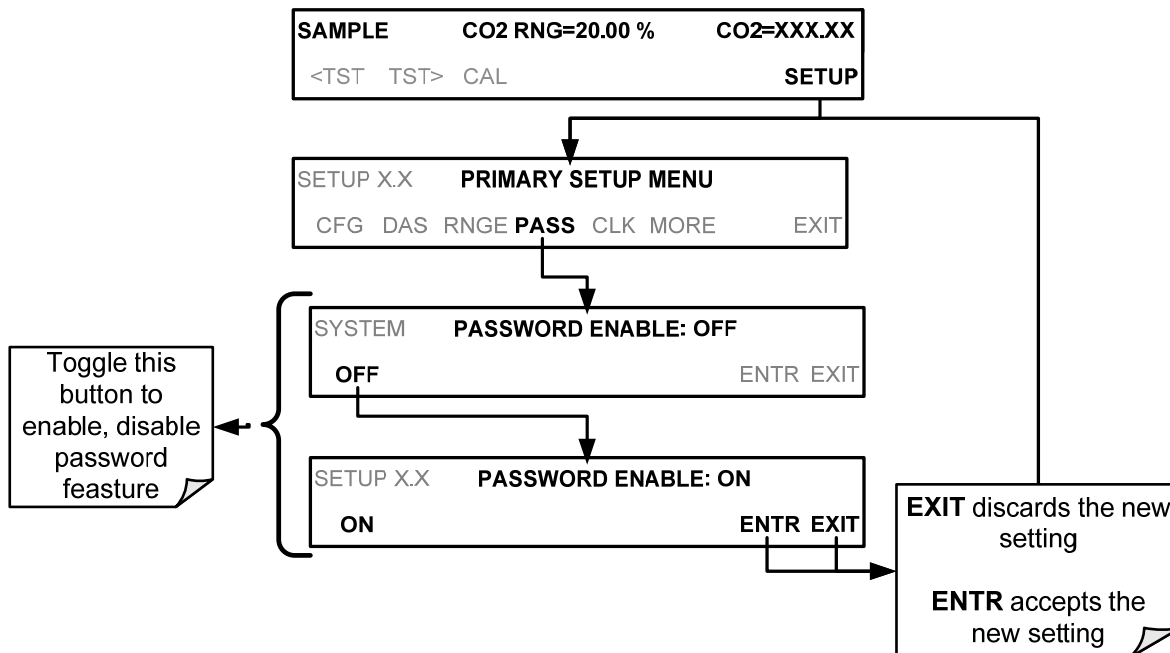 SAMPLE CO2 RNG=20.00 % CO2=XXX.XX
<TST TST> CAL SETUP
SETUP X.X PRIMARY SETUP MENU
CFG DAS RNGE PASS CLK MORE EXIT
SYSTEM PASSWORD ENABLE: OFF
OFF ENTR EXIT
Toggle this
button to
enable, disable
password
feasture
SETUP X.X PASSWORD ENABLE: ON
ON ENTR EXIT
EXIT discards the new
setting
ENTR accepts the
new setting